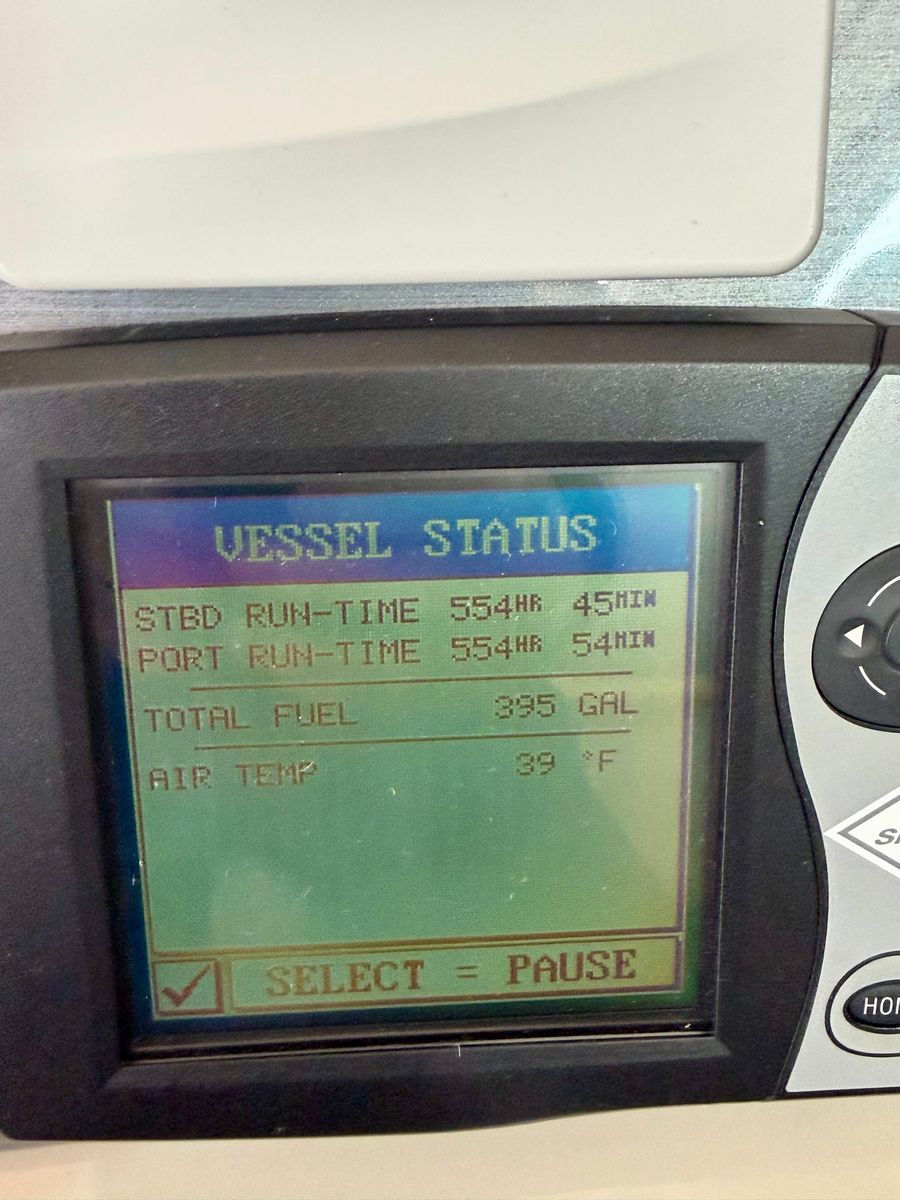 VESSEL STATUS
STBD RUN-TIME 554HR 45MIN
PORT RUN-TIME 554HR 54MIN
TOTAL FUEL 395 GAL
AIR TEMP 39 °F
SELECT = PAUSE